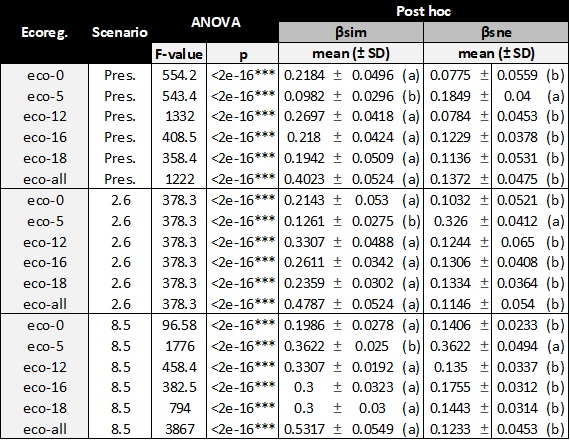 Ecoreg. Scenario ANOVA Post hoc
βsim βsne
F-value p mean (± SD) mean (± SD)
eco-0 Pres. 554.2 <2e-16*** 0.2184 ± 0.0496 (a) 0.0775 ± 0.0559 (b)
eco-5 Pres. 543.4 <2e-16*** 0.0982 ± 0.0296 (b) 0.1849 ± 0.04 (a)
eco-12 Pres. 1332 <2e-16*** 0.2697 ± 0.0418 (a) 0.0784 ± 0.0453 (b)
eco-16 Pres. 408.5 <2e-16*** 0.218 ± 0.0424 (a) 0.1229 ± 0.0378 (b)
eco-18 Pres. 358.4 <2e-16*** 0.1942 ± 0.0509 (a) 0.1136 ± 0.0531 (b)
eco-all Pres. 1222 <2e-16*** 0.4023 ± 0.0524 (a) 0.1372 ± 0.0475 (b)
eco-0 2.6 378.3 <2e-16*** 0.2143 ± 0.053 (a) 0.1032 ± 0.0521 (b)
eco-5 2.6 378.3 <2e-16*** 0.1261 ± 0.0275 (b) 0.326 ± 0.0412 (a)
eco-12 2.6 378.3 <2e-16*** 0.3307 ± 0.0488 (a) 0.1244 ± 0.065 (b)
eco-16 2.6 378.3 <2e-16*** 0.2611 ± 0.0342 (a) 0.1306 ± 0.0408 (b)
eco-18 2.6 378.3 <2e-16*** 0.2359 ± 0.0302 (a) 0.1334 ± 0.0364 (b)
eco-all 2.6 378.3 <2e-16*** 0.4787 ± 0.0524 (a) 0.1146 ± 0.054 (b)
eco-0 8.5 96.58 <2e-16*** 0.1986 ± 0.0278 (a) 0.1406 ± 0.0233 (b)
eco-5 8.5 1776 <2e-16*** 0.3622 ± 0.025 (b) 0.3622 ± 0.0494 (a)
eco-12 8.5 458.4 <2e-16*** 0.3307 ± 0.0192 (a) 0.135 ± 0.0337 (b)
eco-16 8.5 382.5 <2e-16*** 0.3 ± 0.0323 (a) 0.1755 ± 0.0312 (b)
eco-18 8.5 794 <2e-16*** 0.3 ± 0.03 (a) 0.1443 ± 0.0314 (b)
eco-all 8.5 3867 <2e-16*** 0.5317 ± 0.0549 (a) 0.1233 ± 0.0453 (b)